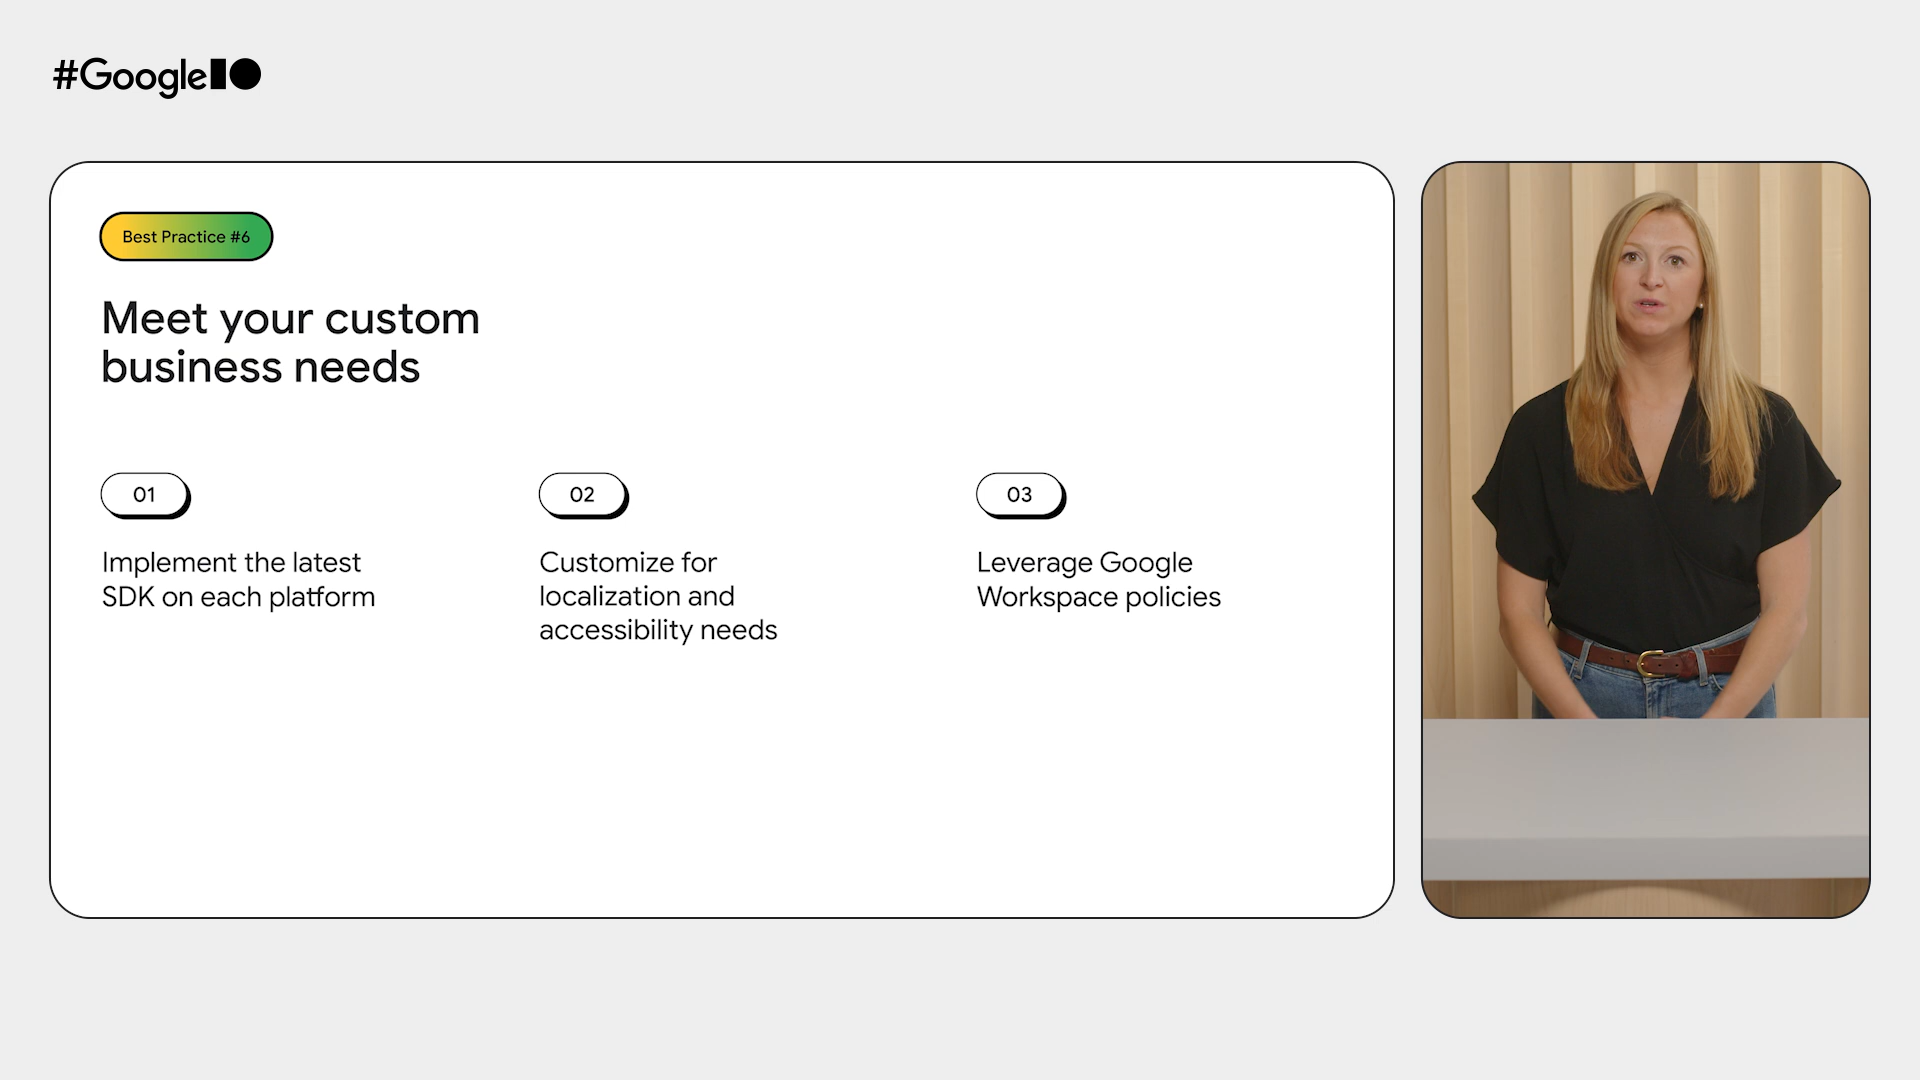 #GoogleIO
Best Practice #6
Meet your custom
business needs
01
Implement the latest
SDK on each platform
02
Customize for
localization and
accessibility needs
03
Leverage Google
Workspace policies